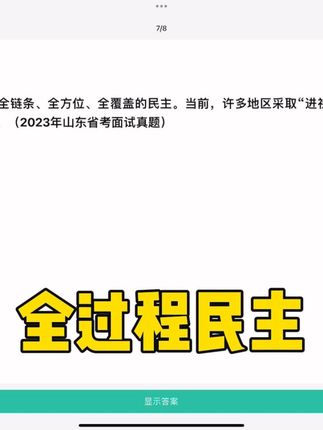 7/8
全链条、全方位、全覆盖的民主。当前，许多地区采取“进社
（2023年山东省考面试真题）
全过程民主
显示答案